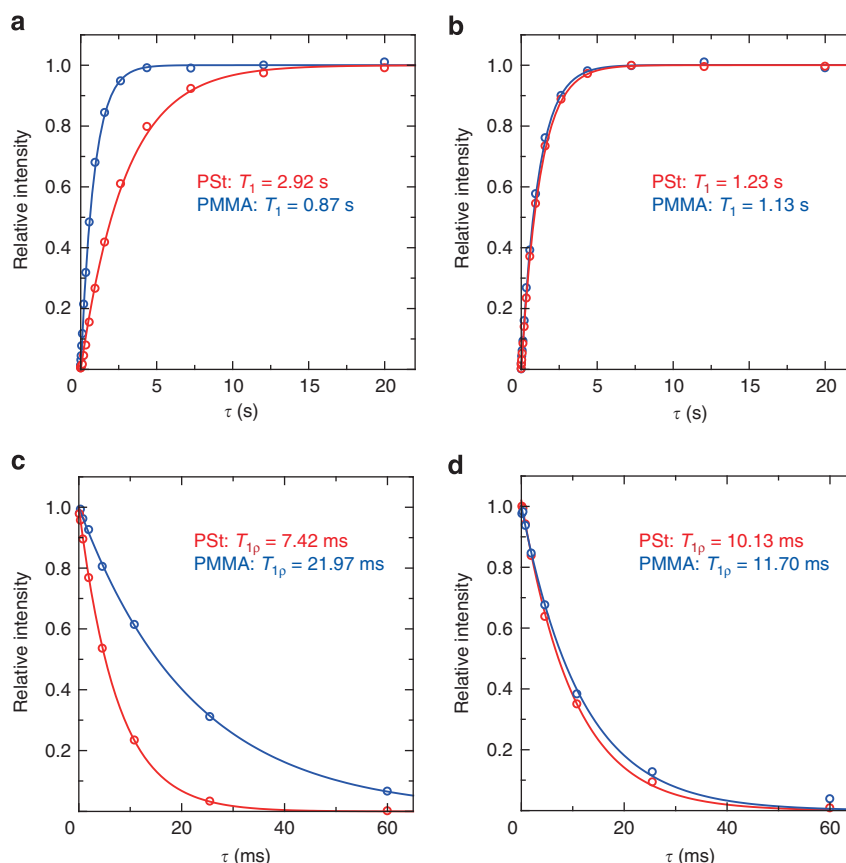 a
1.0
0.8
0.6
0.4
0.2
0
5
10
15
20
Relative intensity
τ (s)
PSt: T1 = 2.92 s
PMMA: T1 = 0.87 s
b
1.0
0.8
0.6
0.4
0.2
0
5
10
15
20
Relative intensity
τ (s)
PSt: T1 = 1.23 s
PMMA: T1 = 1.13 s
c
1.0
0.8
0.6
0.4
0.2
0
20
40
60
Relative intensity
τ (ms)
PSt: T1ρ = 7.42 ms
PMMA: T1ρ = 21.97 ms
d
1.0
0.8
0.6
0.4
0.2
0
20
40
60
Relative intensity
τ (ms)
PSt: T1ρ = 10.13 ms
PMMA: T1ρ = 11.70 ms